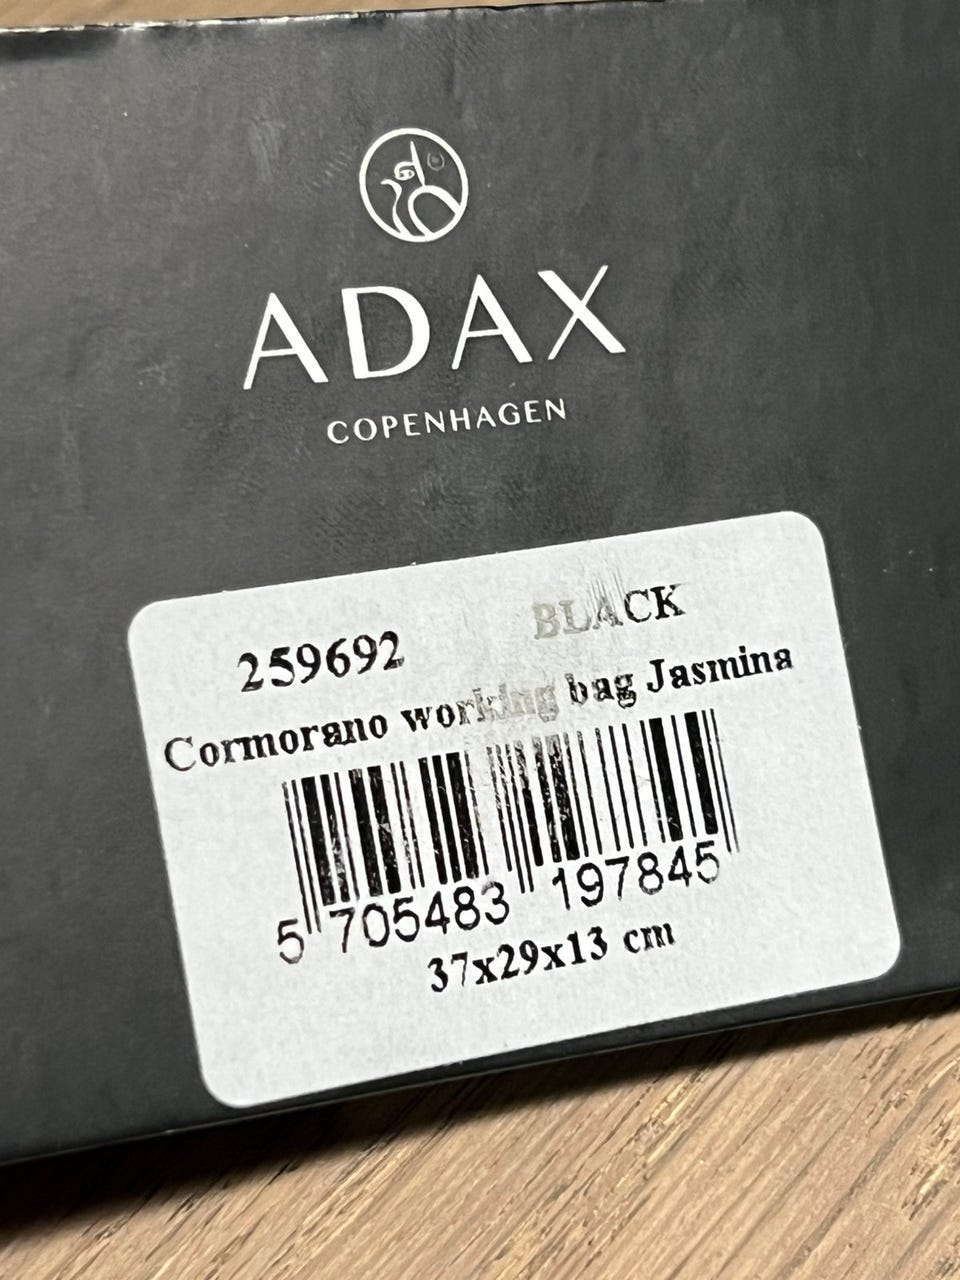 ADAX
COPENHAGEN
259692 BLACK
Cormorano working bag Jasmina
5 705483 197845
37x29x13 cm